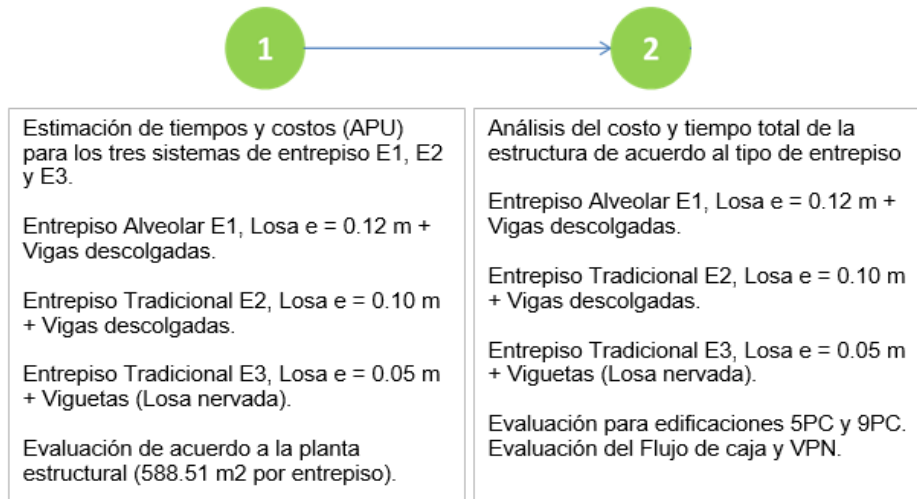 1
2
Estimación de tiempos y costos (APU)
para los tres sistemas de entrepiso E1, E2
y E3.
Entrepiso Alveolar E1, Losa e = 0.12 m +
Vigas descolgadas.
Entrepiso Tradicional E2, Losa e = 0.10 m
+ Vigas descolgadas.
Entrepiso Tradicional E3, Losa e = 0.05 m
+ Viguetas (Losa nervada).
Evaluación de acuerdo a la planta
estructural (588.51 m2 por entrepiso).
Análisis del costo y tiempo total de la
estructura de acuerdo al tipo de entrepiso
Entrepiso Alveolar E1, Losa e = 0.12 m +
Vigas descolgadas.
Entrepiso Tradicional E2, Losa e = 0.10 m
+ Vigas descolgadas.
Entrepiso Tradicional E3, Losa e = 0.05 m
+ Viguetas (Losa nervada).
Evaluación para edificaciones 5PC y 9PC.
Evaluación del Flujo de caja y VPN.